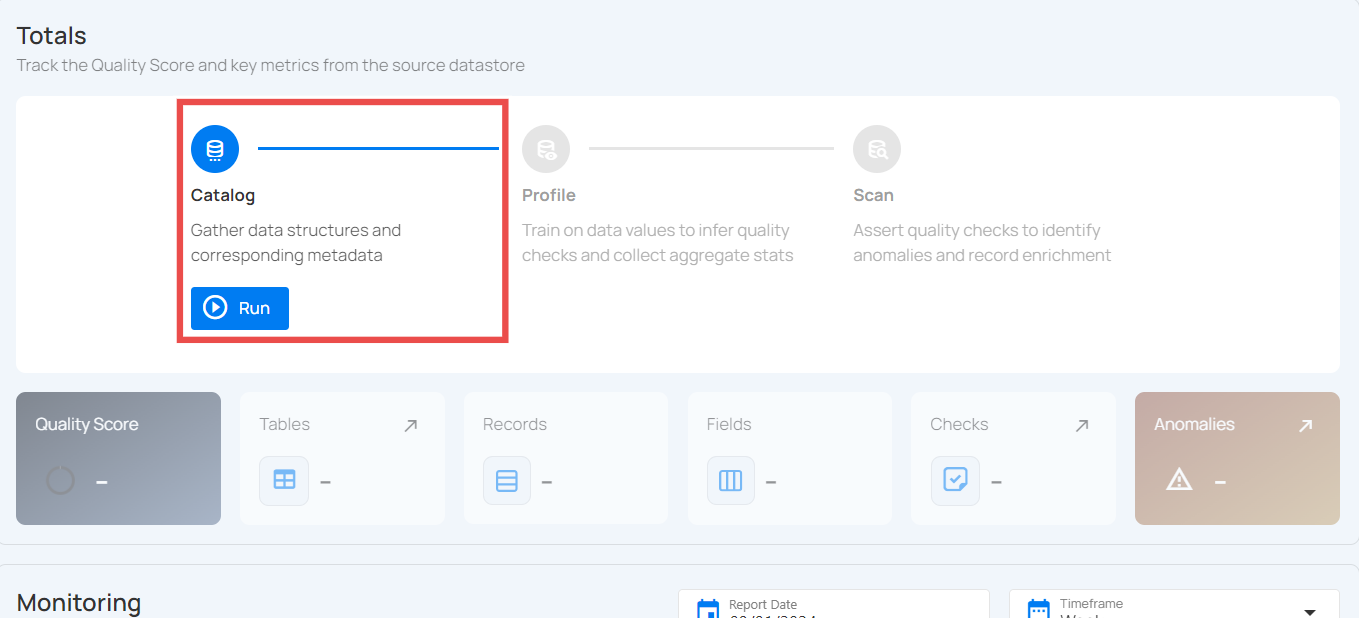 Totals
Track the Quality Score and key metrics from the source datastore
Catalog
Gather data structures and
corresponding metadata
Run
Profile
Train on data values to infer quality
checks and collect aggregate stats
Scan
Assert quality checks to identify
anomalies and record enrichment
Quality Score
–
Tables
–
Records
–
Fields
–
Checks
–
Anomalies
–
Monitoring
Report Date
Timeframe